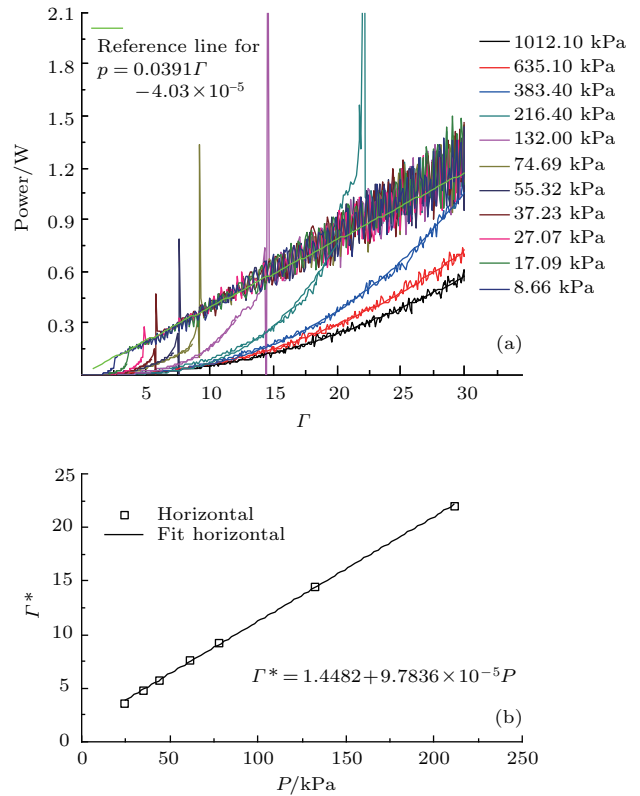 2.1
1.8
1.5
1.2
0.9
0.6
0.3
Power/W
Reference line for
p = 0.0391Γ
−4.03×10⁻⁵
1012.10 kPa
635.10 kPa
383.40 kPa
216.40 kPa
132.00 kPa
74.69 kPa
55.32 kPa
37.23 kPa
27.07 kPa
17.09 kPa
8.66 kPa
(a)
5 10 15 20 25 30
Γ
25
20
15
10
5
0
Γ*
Horizontal
Fit horizontal
Γ* = 1.4482+9.7836×10⁻⁵P
(b)
0 50 100 150 200 250
P/kPa